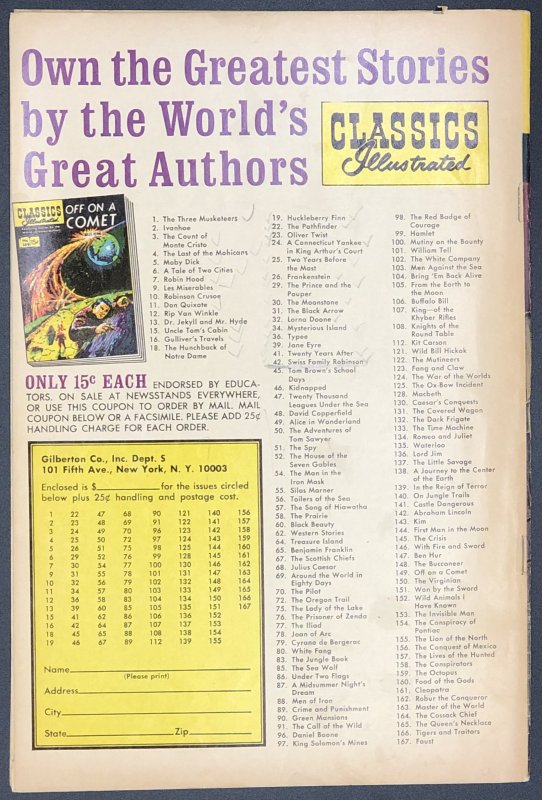 Own the Greatest Stories
by the World's
Great Authors
CLASSICS
Illustrated
CLASSICS
Illustrated
OFF ON A
COMET
1. The Three Musketeers
2. Ivanhoe
3. The Count of
Monte Cristo
4. The Last of the Mohicans
5. Moby Dick
6. A Tale of Two Cities
7. Robin Hood
9. Les Miserables
10. Robinson Crusoe
11. Don Quixote
12. Rip Van Winkle
13. Dr. Jekyll and Mr. Hyde
15. Uncle Tom's Cabin
16. Gulliver's Travels
18. The Hunchback of
Notre Dame
ONLY 15¢ EACH ENDORSED BY EDUCA-
TORS. ON SALE AT NEWSSTANDS EVERYWHERE,
OR USE THIS COUPON TO ORDER BY MAIL. MAIL
COUPON BELOW OR A FACSIMILE, PLEASE ADD 25¢
HANDLING CHARGE FOR EACH ORDER.
Gilberton Co., Inc. Dept. S
101 Fifth Ave., New York, N. Y. 10003
Enclosed is $ for the issues circled
below plus 25¢ handling and postage cost.
1 22 47 68 90 121 140 156
2 23 48 69 91 122 141 157
3 24 49 70 96 123 142 158
4 25 50 72 97 124 143 159
5 26 51 75 98 125 144 160
6 29 52 76 99 128 145 161
7 30 54 77 100 130 146 162
9 31 55 78 101 131 147 163
10 32 56 79 102 132 148 164
11 34 57 80 103 133 149 165
12 36 58 83 104 134 150 166
13 39 60 85 105 135 151 167
15 41 62 86 106 136 152
16 42 64 87 107 137 153
18 45 65 88 108 138 154
19 46 67 89 112 139 155
Name
(Please print)
Address
City
State Zip
19. Huckleberry Finn
22. The Pathfinder
23. Oliver Twist
24. A Connecticut Yankee
in King Arthur's Court
25. Two Years Before
the Mast
26. Frankenstein
29. The Prince and the
Pauper
30. The Moonstone
31. The Black Arrow
32. Lorna Doone
34. Mysterious Island
36. Typee
39. Jane Eyre
41. Twenty Years After
42. Swiss Family Robinson
45. Tom Brown's School
Days
46. Kidnapped
47. Twenty Thousand
Leagues Under the Sea
48. David Copperfield
49. Alice in Wonderland
50. The Adventures of
Tom Sawyer
51. The Spy
52. The House of the
Seven Gables
54. The Man in the
Iron Mask
55. Silas Marner
56. Toilers of the Sea
57. The Song of Hiawatha
58. The Prairie
60. Black Beauty
62. Western Stories
64. Treasure Island
65. Benjamin Franklin
67. The Scottish Chiefs
68. Julius Caesar
69. Around the World in
Eighty Days
70. The Pilot
72. The Oregon Trail
75. The Lady of the Lake
76. The Prisoner of Zenda
77. The Iliad
78. Joan of Arc
79. Cyrano de Bergerac
80. White Fang
83. The Jungle Book
85. The Sea Wolf
86. Under Two Flags
87. A Midsummer Night's
Dream
88. Men of Iron
89. Crime and Punishment
90. Green Mansions
91. The Call of the Wild
96. Daniel Boone
97. King Solomon's Mines
98. The Red Badge of
Courage
99. Hamlet
100. Mutiny on the Bounty
101. William Tell
102. The White Company
103. Men Against the Sea
104. Bring 'Em Back Alive
105. From the Earth to
the Moon
106. Buffalo Bill
107. King—of the
Khyber Rifles
108. Knights of the
Round Table
112. Kit Carson
121. Wild Bill Hickok
122. The Mutineers
123. Fang and Claw
124. The War of the Worlds
125. The Ox-Bow Incident
128. Macbeth
130. Caesar's Conquests
131. The Covered Wagon
132. The Dark Frigate
133. The Time Machine
134. Romeo and Juliet
135. Waterloo
136. Lord Jim
137. The Little Savage
138. A Journey to the Center
of the Earth
139. In the Reign of Terror
140. On Jungle Trails
141. Castle Dangerous
142. Abraham Lincoln
143. Kim
144. First Man in the Moon
145. The Crisis
146. With Fire and Sword
147. Ben Hur
148. The Buccaneer
149. Off on a Comet
150. The Virginian
151. Won by the Sword
152. Wild Animals I
Have Known
153. The Invisible Man
154. The Conspiracy of
Pontiac
155. The Lion of the North
156. The Conquest of Mexico
157. Lives of the Hunted
158. The Conspirators
159. The Octopus
160. Food of the Gods
161. Cleopatra
162. Robur the Conqueror
163. Master of the World
164. The Cossack Chief
165. The Queen's Necklace
166. Tigers and Traitors
167. Faust